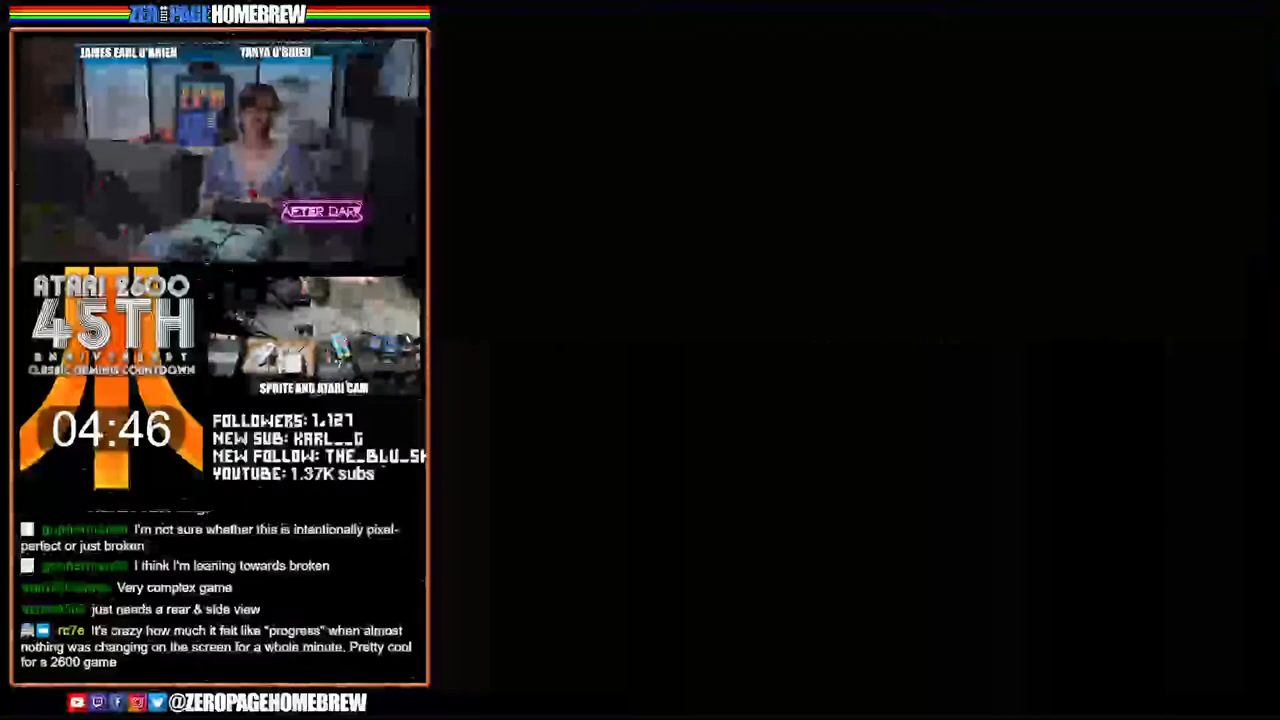 ZEROPAGEHOMEBREW
JAMES EARL O'BRIEN TANYA O'BRIEN
AFTER DARK
ATARI 2600
45TH
ANNIVERSARY
CLASSIC GAMING COUNTDOWN
SPRITE AND ATARI CAM
04:46
FOLLOWERS: 1,127
NEW SUB: KARL__G
NEW FOLLOW: THE_BLU_SH
YOUTUBE: 1.37K subs
I'm not sure whether this is intentionally pixel-
perfect or just broken
I think I'm leaning towards broken
Very complex game
just needs a rear & side view
rc7e It's crazy how much it felt like "progress" when almost
nothing was changing on the screen for a whole minute. Pretty cool
for a 2600 game
@ZEROPAGEHOMEBREW